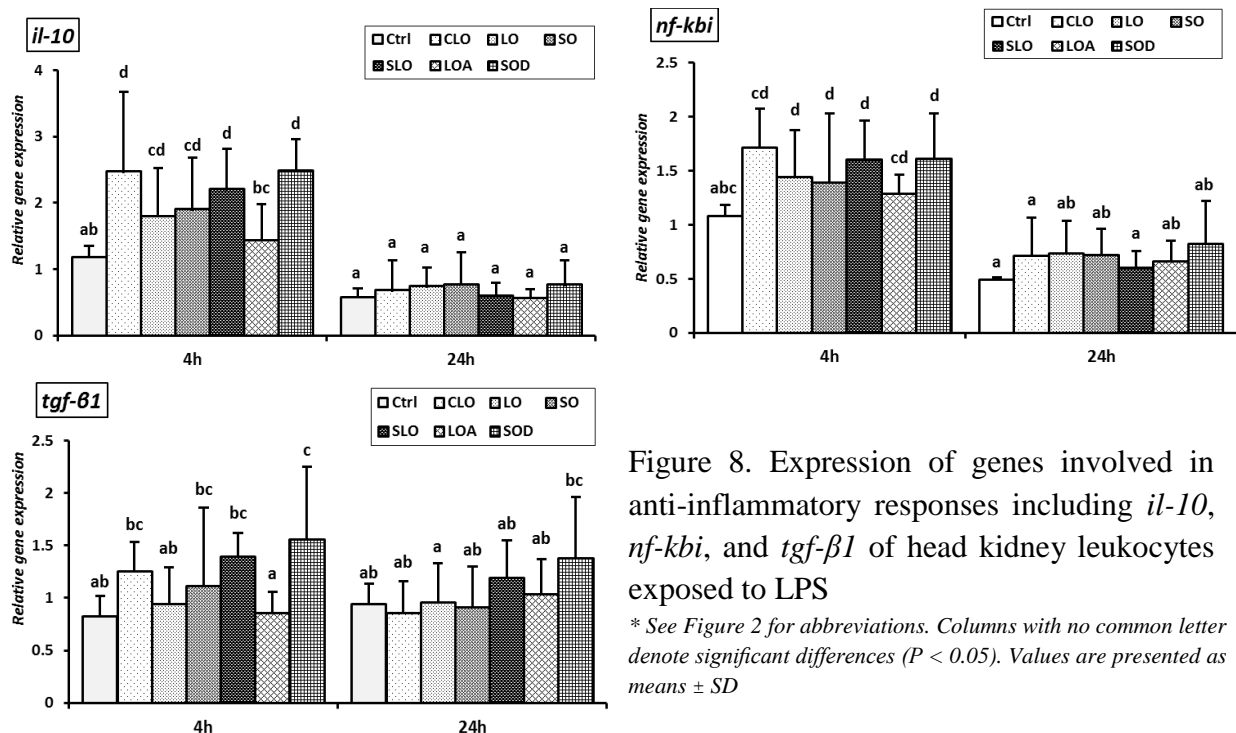 il-10
Ctrl CLO LO SO
SLO LOA SOD
Relative gene expression
4
3
2
1
0
ab d cd cd d bc d
a a a a a a a
4h 24h
nf-kbi
Ctrl CLO LO SO
SLO LOA SOD
Relative gene expression
2.5
2
1.5
1
0.5
0
abc cd d d d cd d
a a ab ab a ab ab
4h 24h
tgf-β1
Ctrl CLO LO SO
SLO LOA SOD
Relative gene expression
2.5
2
1.5
1
0.5
0
ab bc ab bc bc a c
ab ab a ab ab ab bc
4h 24h
Figure 8. Expression of genes involved in
anti-inflammatory responses including il-10,
nf-kbi, and tgf-β1 of head kidney leukocytes
exposed to LPS
* See Figure 2 for abbreviations. Columns with no common letter
denote significant differences (P < 0.05). Values are presented as
means ± SD